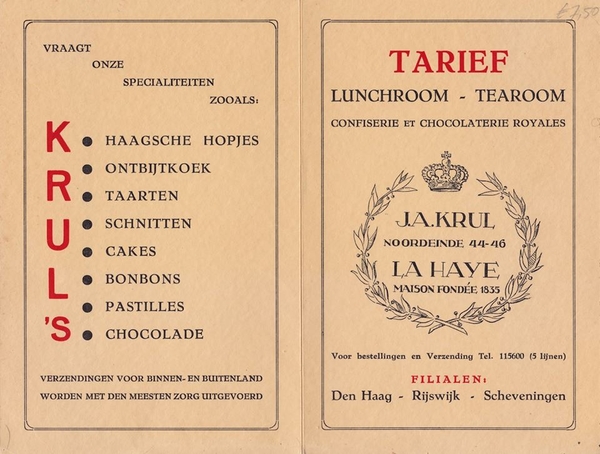 VRAAGT
ONZE
SPECIALITEITEN
ZOOALS:
KRUL'S
● HAAGSCHE HOPJES
● ONTBIJTKOEK
● TAARTEN
● SCHNITTEN
● CAKES
● BONBONS
● PASTILLES
● CHOCOLADE
VERZENDINGEN VOOR BINNEN- EN BUITENLAND
WORDEN MET DEN MEESTEN ZORG UITGEVOERD
TARIEF
LUNCHROOM - TEAROOM
CONFISERIE ET CHOCOLATERIE ROYALES
J.A.KRUL
NOORDEINDE 44-46
LA HAYE
MAISON FONDÉE 1835
Voor bestellingen en Verzending Tel. 115600 (5 lijnen)
FILIALEN:
Den Haag - Rijswijk - Scheveningen